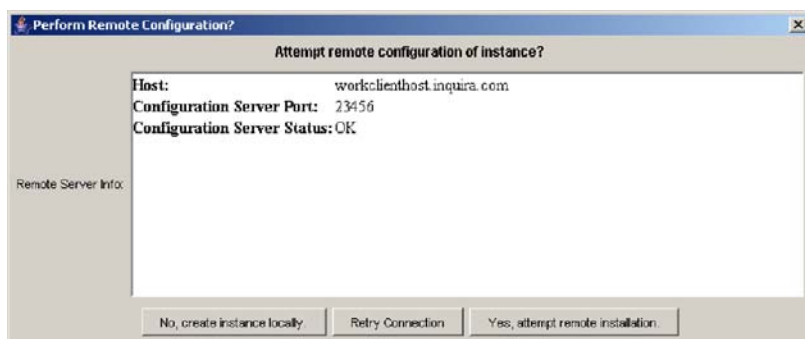 Perform Remote Configuration?
Attempt remote configuration of instance?
Host: workclienthost.inquira.com
Configuration Server Port: 23456
Configuration Server Status: OK
Remote Server Info:
No, create instance locally. Retry Connection Yes, attempt remote installation.